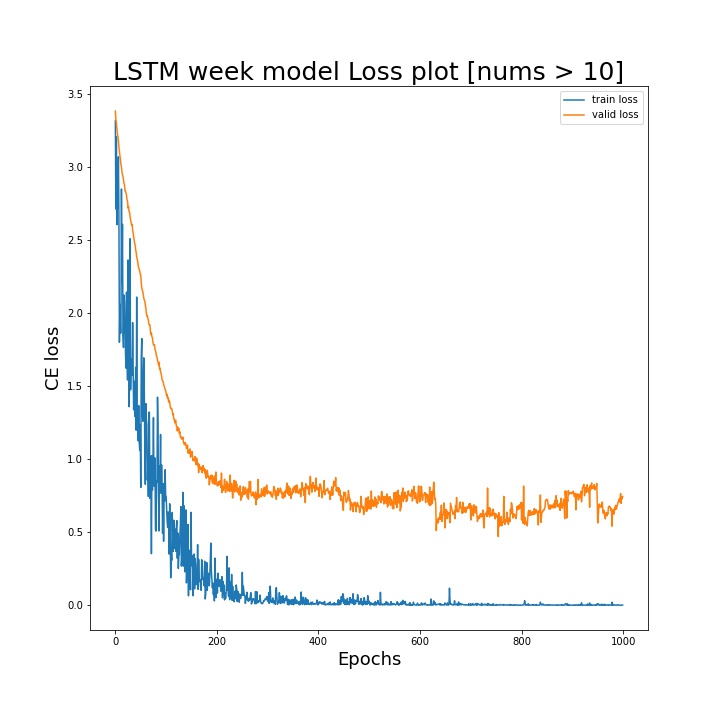 LSTM week model Loss plot [nums > 10]
train loss
valid loss
CE loss
3.5
3.0
2.5
2.0
1.5
1.0
0.5
0.0
0
200
400
600
800
1000
Epochs